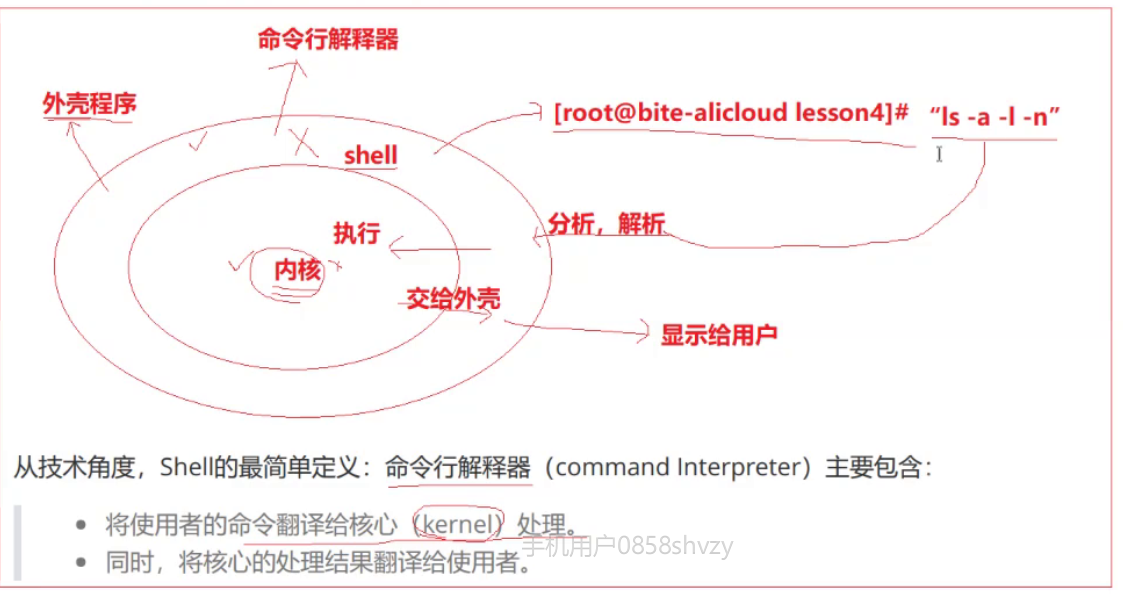 命令行解释器
外壳程序
[root@bite-alicloud lesson4]# “ls -a -l -n”
shell
执行
分析，解析
内核
交给外壳
显示给用户
从技术角度，Shell的最简单定义：命令行解释器（command Interpreter）主要包含：
• 将使用者的命令翻译给核心（kernel）处理。
• 同时，将核心的处理结果翻译给使用者。
手机用户0858shvzy